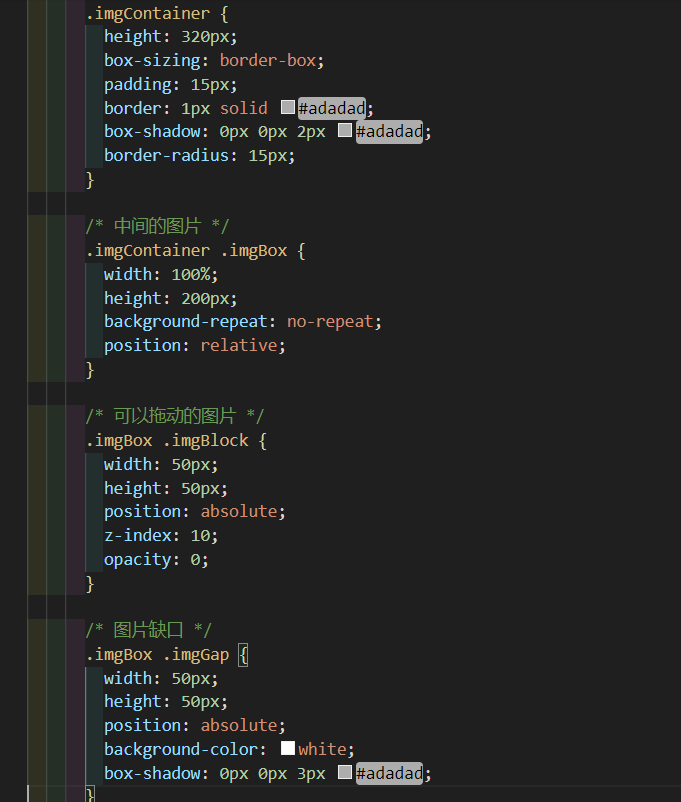 .imgContainer {
height: 320px;
box-sizing: border-box;
padding: 15px;
border: 1px solid #adadad;
box-shadow: 0px 0px 2px #adadad;
border-radius: 15px;
}
/* 中间的图片 */
.imgContainer .imgBox {
width: 100%;
height: 200px;
background-repeat: no-repeat;
position: relative;
}
/* 可以拖动的图片 */
.imgBox .imgBlock {
width: 50px;
height: 50px;
position: absolute;
z-index: 10;
opacity: 0;
}
/* 图片缺口 */
.imgBox .imgGap {
width: 50px;
height: 50px;
position: absolute;
background-color: white;
box-shadow: 0px 0px 3px #adadad;
}